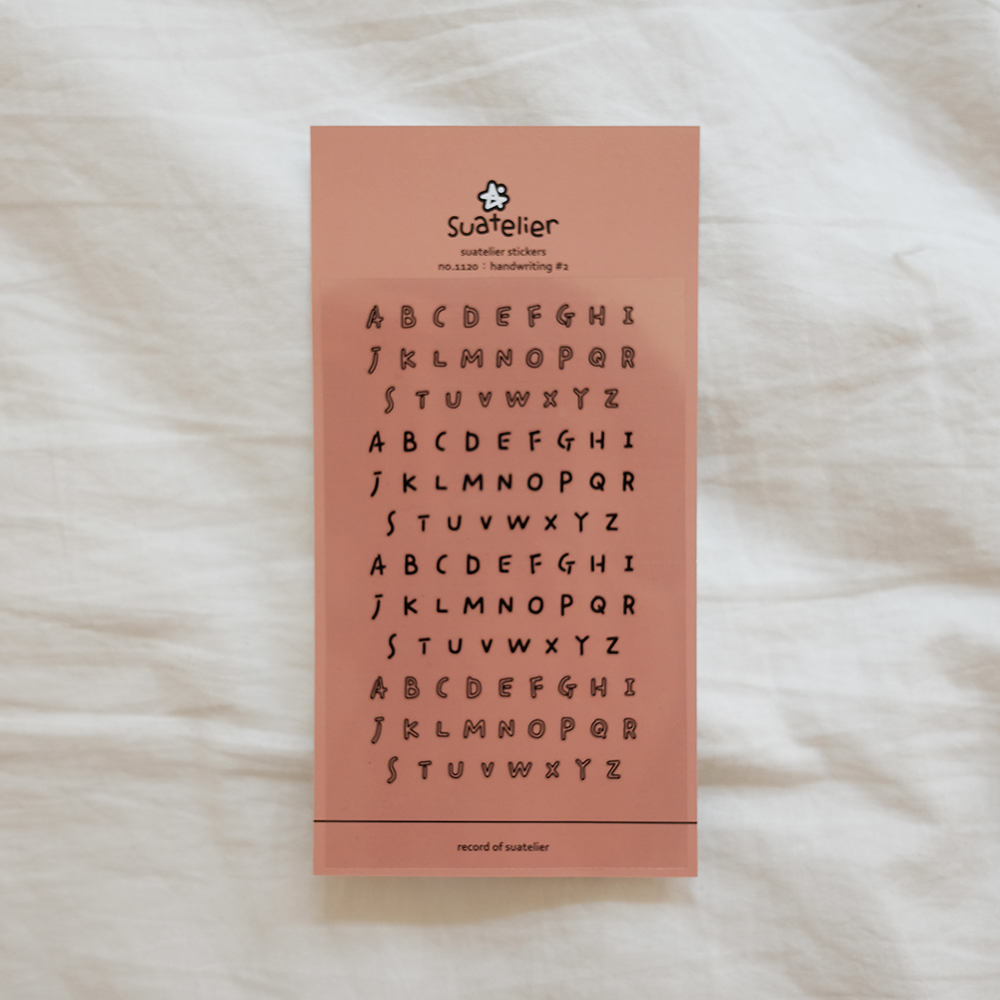 suatelier
suatelier stickers
no.1120 : handwriting #2
A B C D E F G H I
J K L M N O P Q R
S T U V W X Y Z
A B C D E F G H I
J K L M N O P Q R
S T U V W X Y Z
A B C D E F G H I
J K L M N O P Q R
S T U V W X Y Z
A B C D E F G H I
J K L M N O P Q R
S T U V W X Y Z
record of suatelier